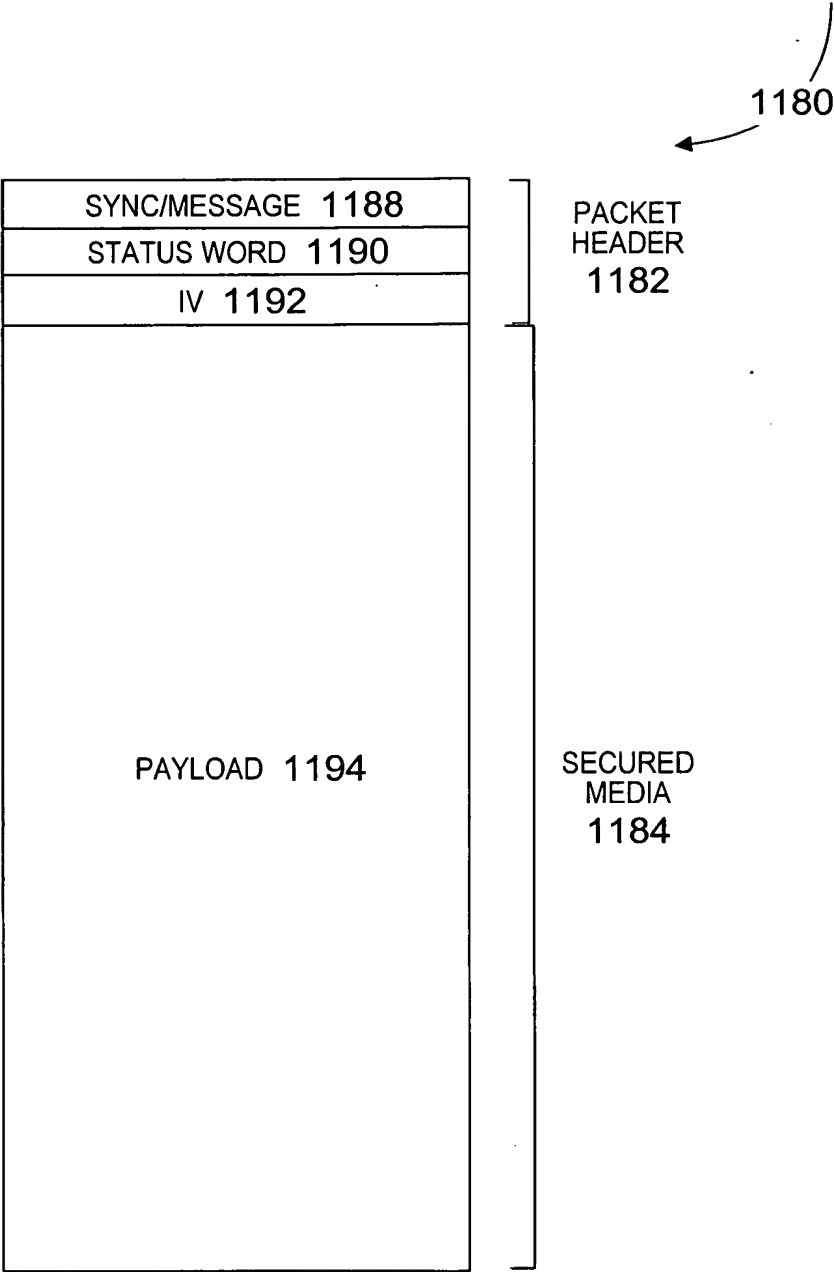 1180
SYNC/MESSAGE 1188
STATUS WORD 1190
IV 1192
PACKET
HEADER
1182
PAYLOAD 1194
SECURED
MEDIA
1184